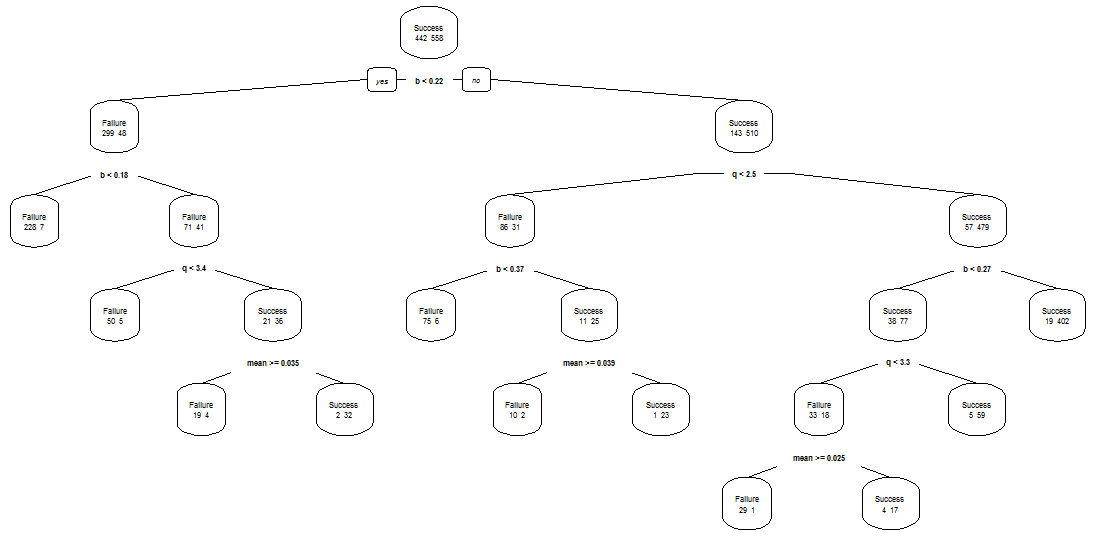 Success
442 558
yes
b < 0.22
no
Failure
299 48
Success
143 510
b < 0.18
q < 2.5
Failure
228 7
Failure
71 41
Failure
86 31
Success
57 479
q < 3.4
b < 0.37
b < 0.27
Failure
50 5
Success
21 36
Failure
75 6
Success
11 25
Success
38 77
Success
19 402
mean >= 0.035
mean >= 0.039
q < 3.3
Failure
19 4
Success
2 32
Failure
10 2
Success
1 23
Failure
33 18
Success
5 59
mean >= 0.025
Failure
29 1
Success
4 17